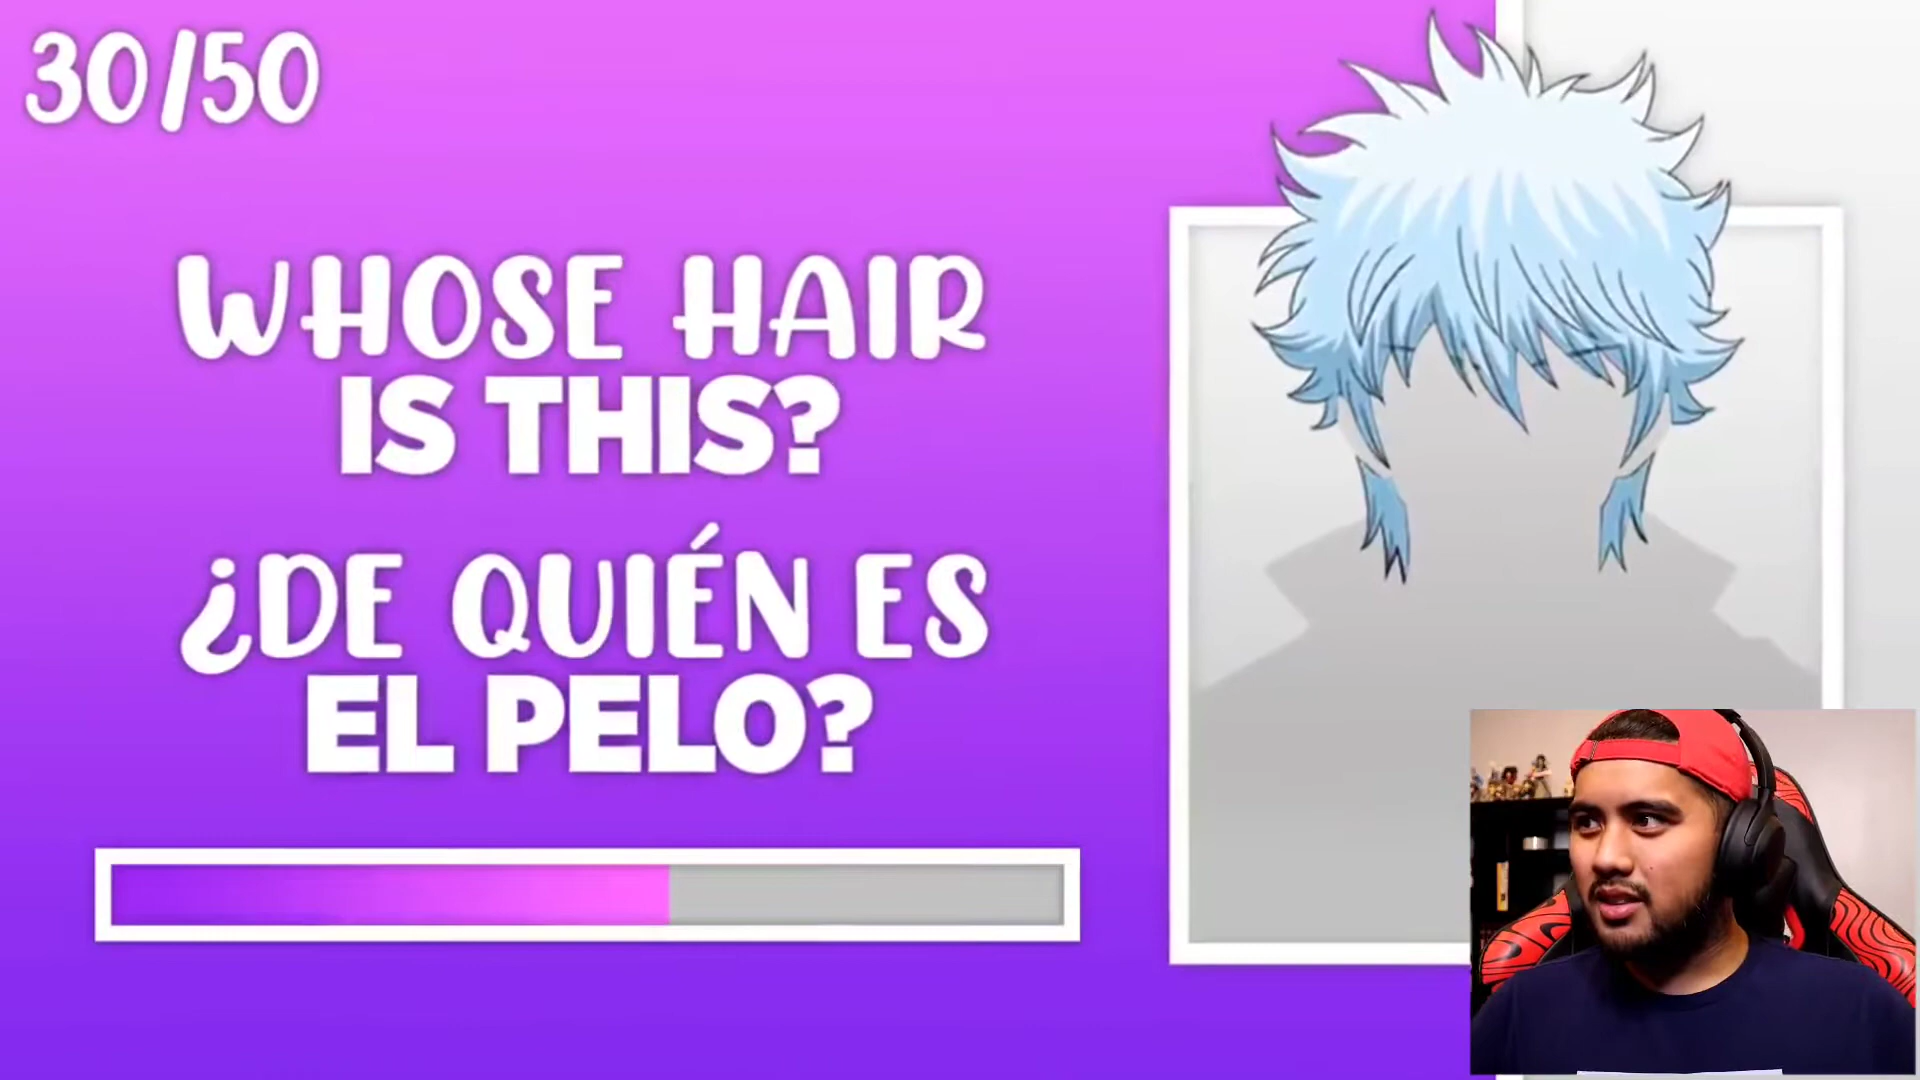 30/50
WHOSE HAIR
IS THIS?
¿DE QUIÉN ES
EL PELO?